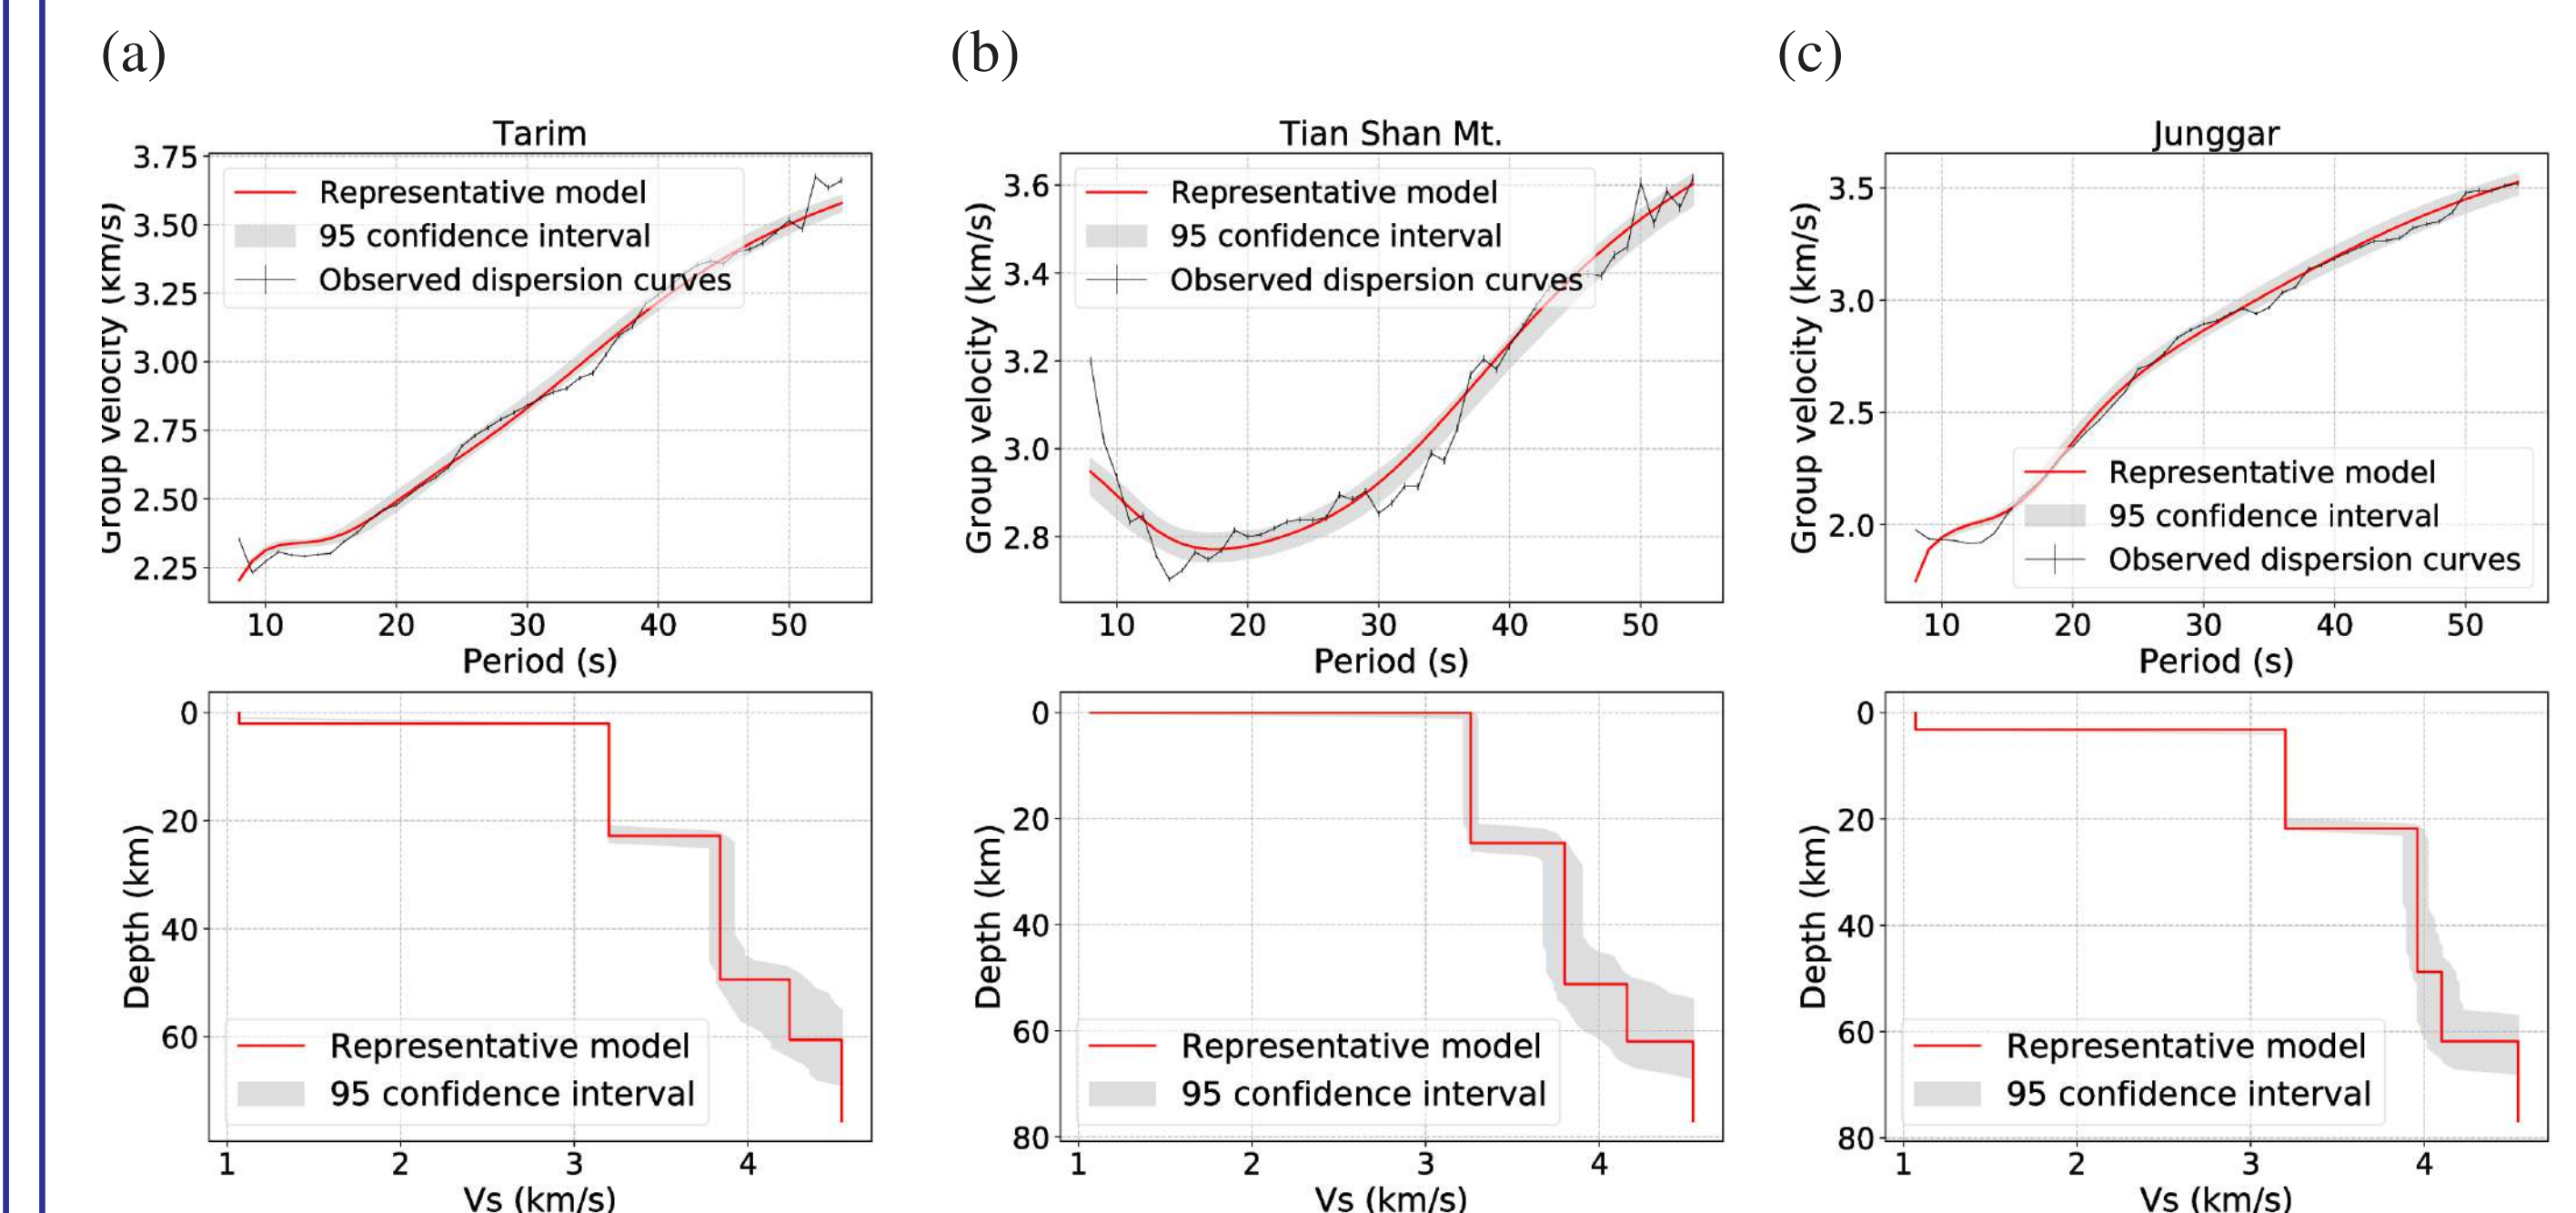 (a)
(b)
(c)
Tarim
3.75
3.50
3.25
3.00
2.75
2.50
2.25
Group velocity (km/s)
Representative model
95 confidence interval
Observed dispersion curves
10 20 30 40 50
Period (s)
Tian Shan Mt.
3.6
3.4
3.2
3.0
2.8
Group velocity (km/s)
Representative model
95 confidence interval
Observed dispersion curves
10 20 30 40 50
Period (s)
Junggar
3.5
3.0
2.5
2.0
Group velocity (km/s)
Representative model
95 confidence interval
Observed dispersion curves
10 20 30 40 50
Period (s)
0
20
40
60
Depth (km)
Representative model
95 confidence interval
1 2 3 4
Vs (km/s)
0
20
40
60
80
Depth (km)
Representative model
95 confidence interval
1 2 3 4
Vs (km/s)
0
20
40
60
80
Depth (km)
Representative model
95 confidence interval
1 2 3 4
Vs (km/s)